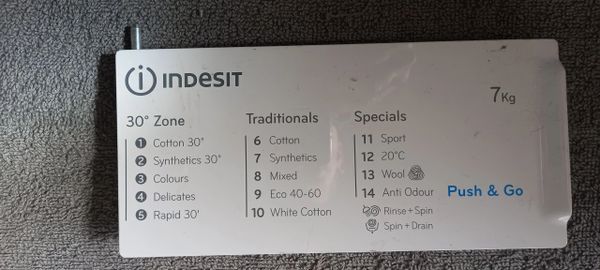 INDESIT
7Kg
30° Zone
1 Cotton 30°
2 Synthetics 30°
3 Colours
4 Delicates
5 Rapid 30'
Traditionals
6 Cotton
7 Synthetics
8 Mixed
9 Eco 40-60
10 White Cotton
Specials
11 Sport
12 20°C
13 Wool
14 Anti Odour
Rinse + Spin
Spin + Drain
Push & Go